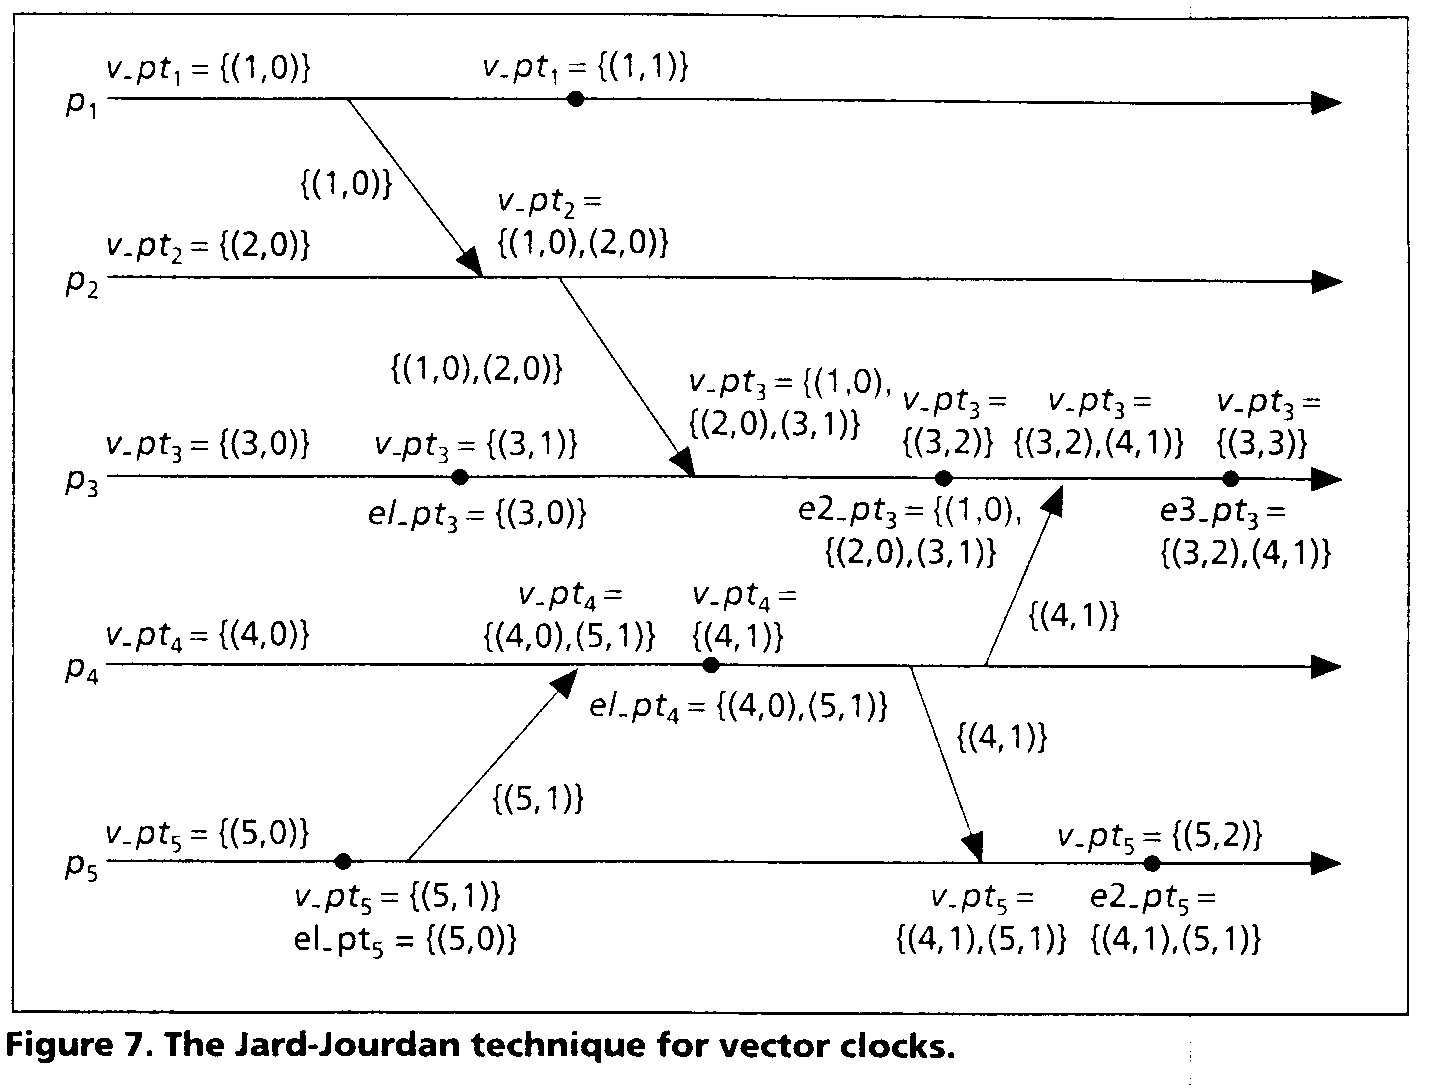 v_pt₁ = {(1,0)}
v_pt₁ = {(1,1)}
p₁
{(1,0)}
v_pt₂ =
{(1,0),(2,0)}
v_pt₂ = {(2,0)}
p₂
{(1,0),(2,0)}
v_pt₃ = {(1,0),
{(2,0),(3,1)}
v_pt₃ =
{(3,2)}
v_pt₃ =
{(3,2),(4,1)}
v_pt₃ =
{(3,3)}
v_pt₃ = {(3,0)}
v_pt₃ = {(3,1)}
p₃
el_pt₃ = {(3,0)}
e2_pt₃ = {(1,0),
{(2,0),(3,1)}
e3_pt₃ =
{(3,2),(4,1)}
v_pt₄ =
{(4,0),(5,1)}
v_pt₄ =
{(4,1)}
{(4,1)}
v_pt₄ = {(4,0)}
p₄
el_pt₄ = {(4,0),(5,1)}
{(4,1)}
{(5,1)}
v_pt₅ = {(5,0)}
v_pt₅ = {(5,2)}
p₅
v_pt₅ = {(5,1)}
el_pt₅ = {(5,0)}
v_pt₅ =
{(4,1),(5,1)}
e2_pt₅ =
{(4,1),(5,1)}
Figure 7. The Jard-Jourdan technique for vector clocks.